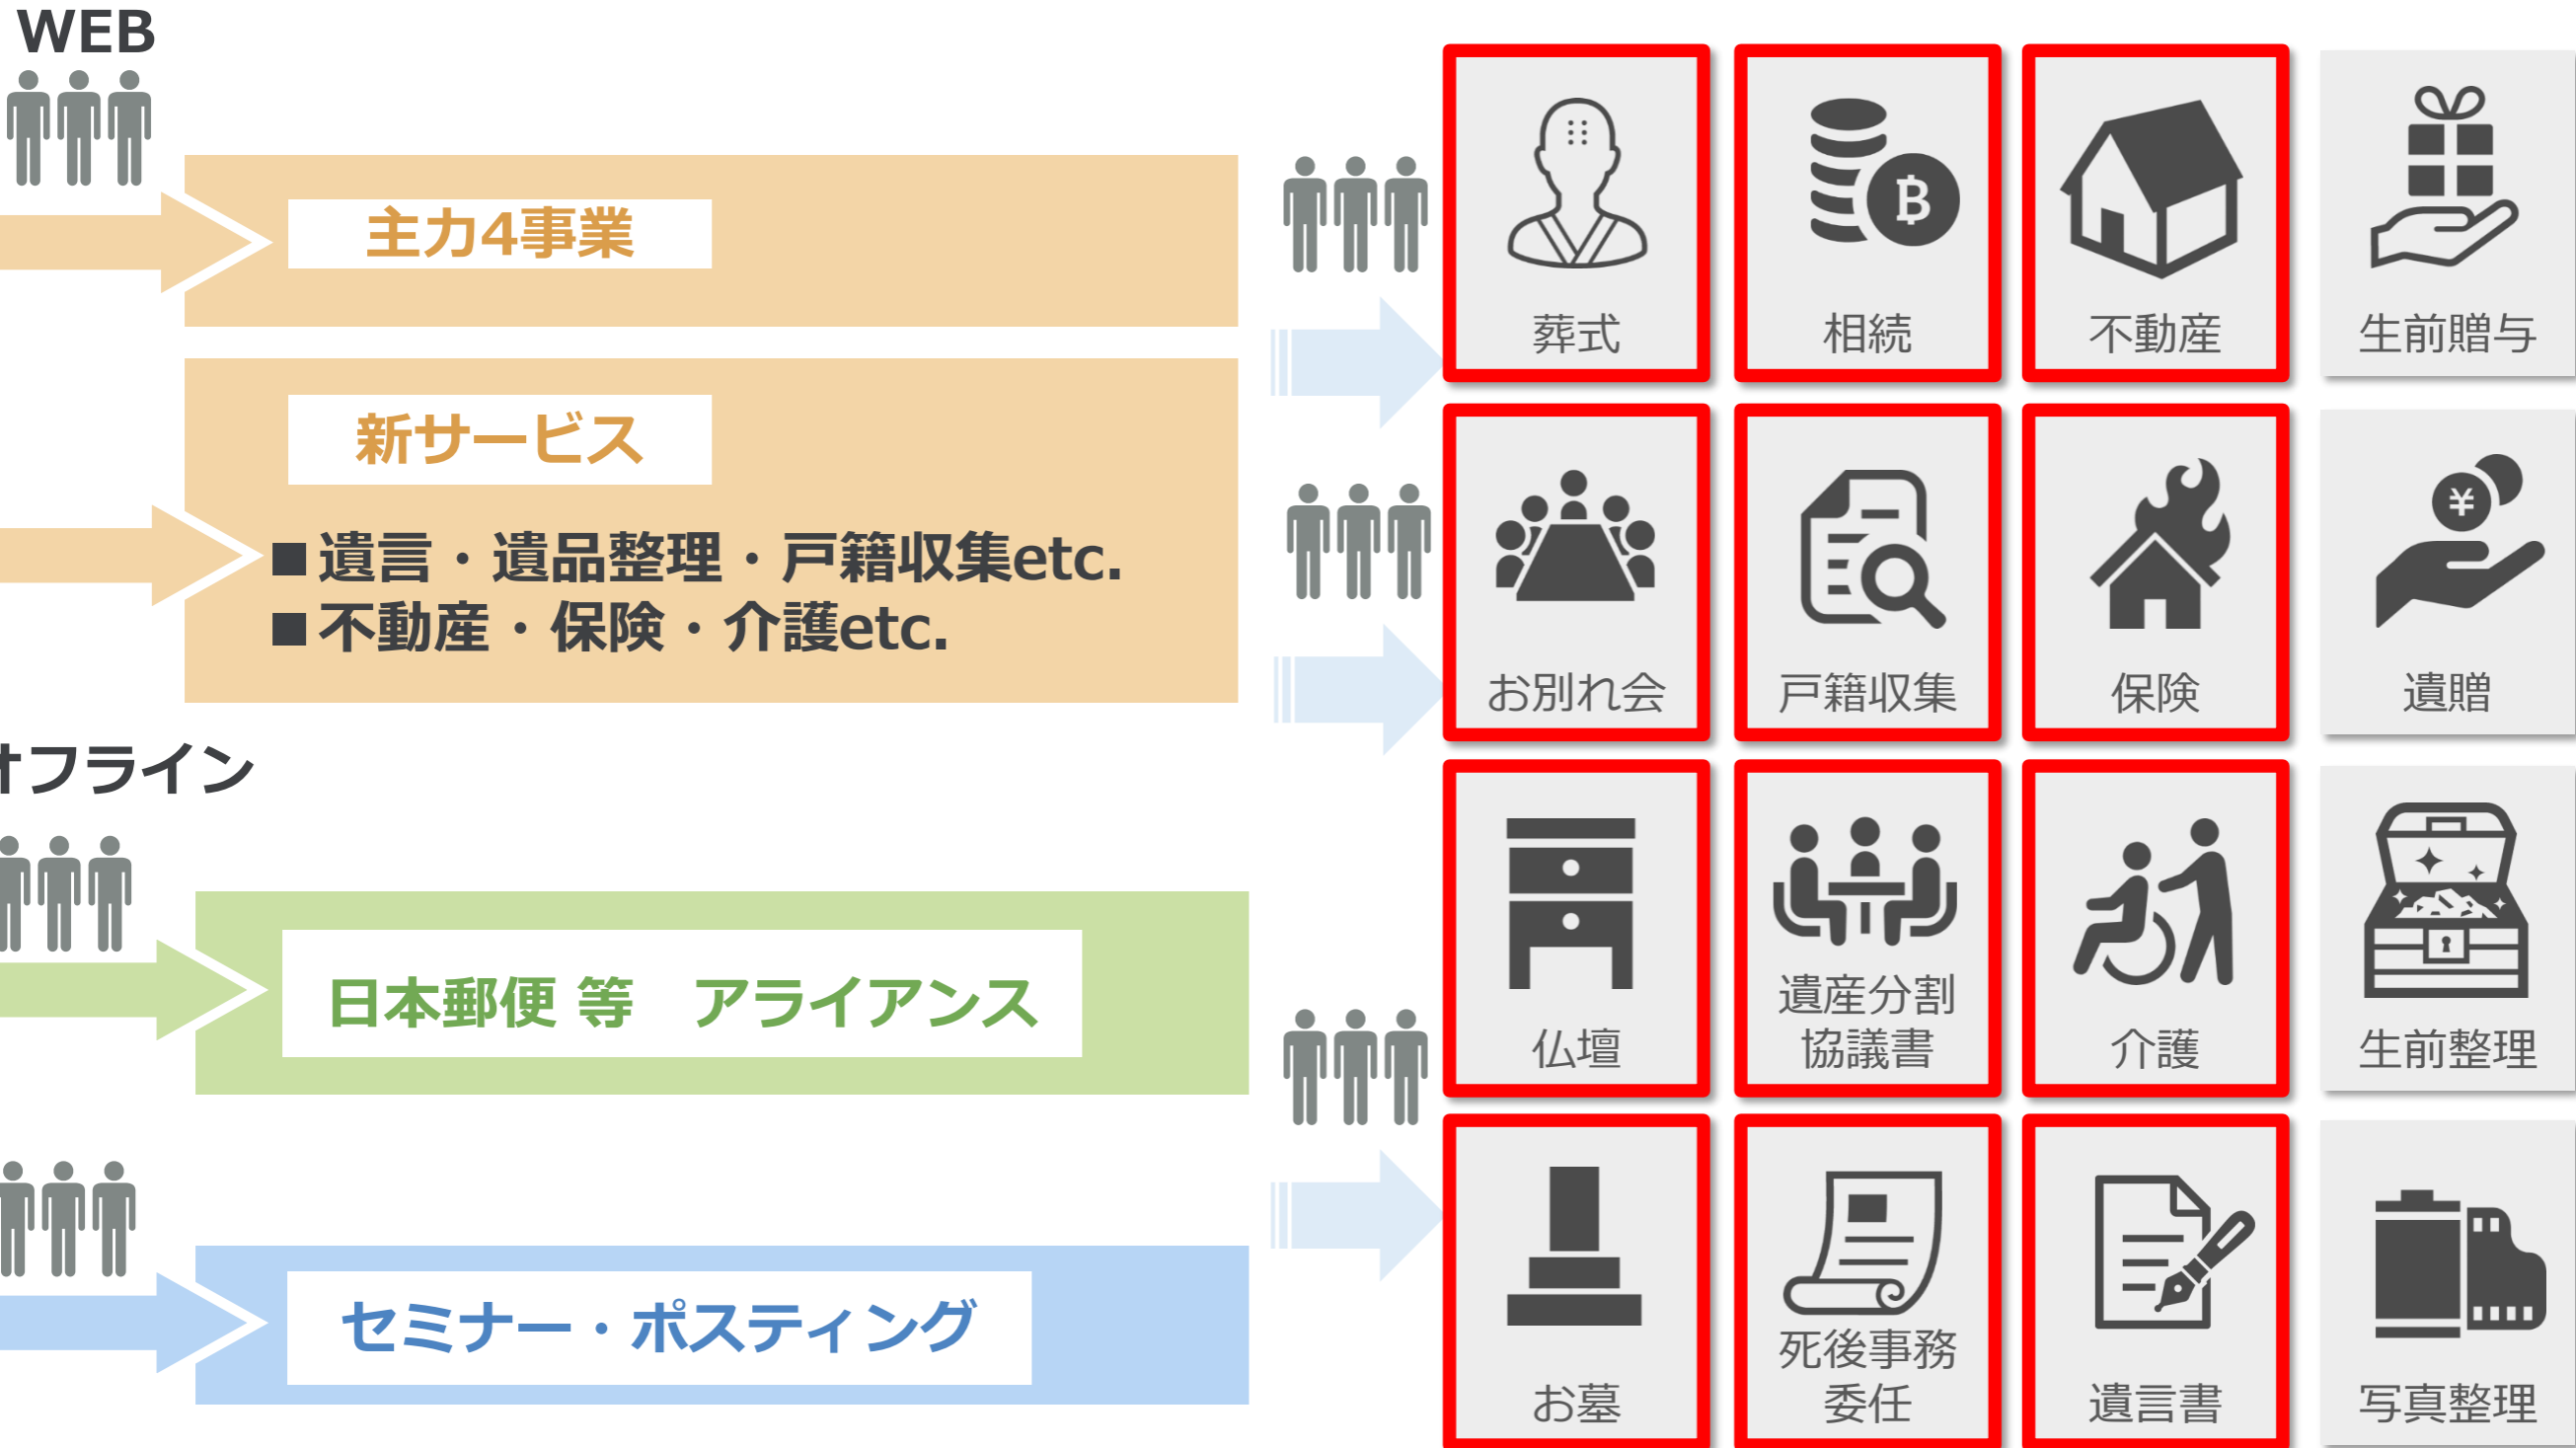 WEB
主力4事業
新サービス
■遺言・遺品整理・戸籍収集etc.
■不動産・保険・介護etc.
オフライン
日本郵便 等　アライアンス
セミナー・ポスティング
葬式
相続
不動産
生前贈与
お別れ会
戸籍収集
保険
遺贈
仏壇
遺産分割
協議書
介護
生前整理
お墓
死後事務
委任
遺言書
写真整理